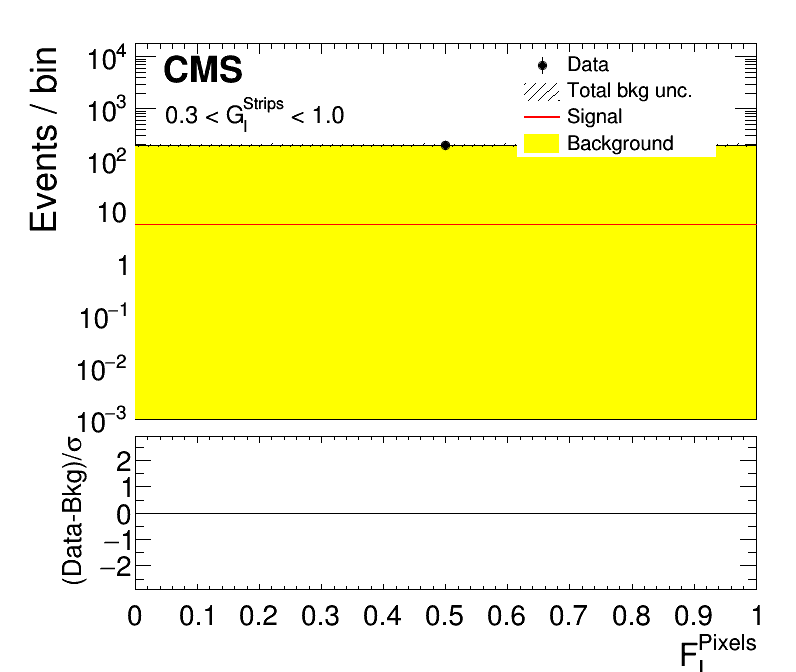 CMS
0.3 < G_I^Strips < 1.0
Data
Total bkg unc.
Signal
Background
Events / bin
10^4
10^3
10^2
10
1
10^−1
10^−2
10^−3
(Data-Bkg)/σ
2
1
0
−1
−2
0 0.1 0.2 0.3 0.4 0.5 0.6 0.7 0.8 0.9 1
F_I^Pixels